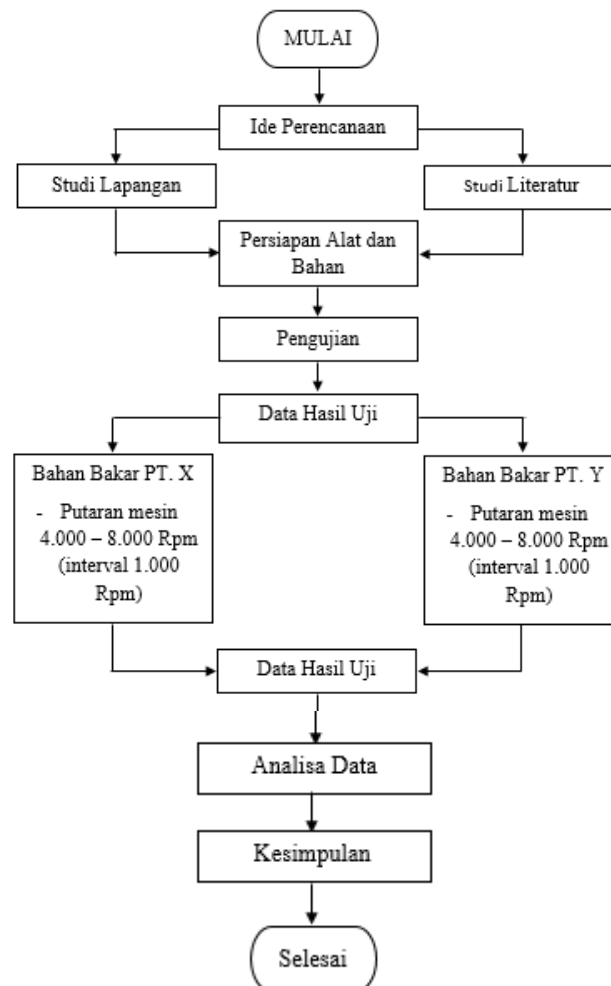 MULAI
Ide Perencanaan
Studi Lapangan
Studi Literatur
Persiapan Alat dan
Bahan
Pengujian
Data Hasil Uji
Bahan Bakar PT. X
- Putaran mesin
4.000 – 8.000 Rpm
(interval 1.000
Rpm)
Bahan Bakar PT. Y
- Putaran mesin
4.000 – 8.000 Rpm
(interval 1.000
Rpm)
Data Hasil Uji
Analisa Data
Kesimpulan
Selesai